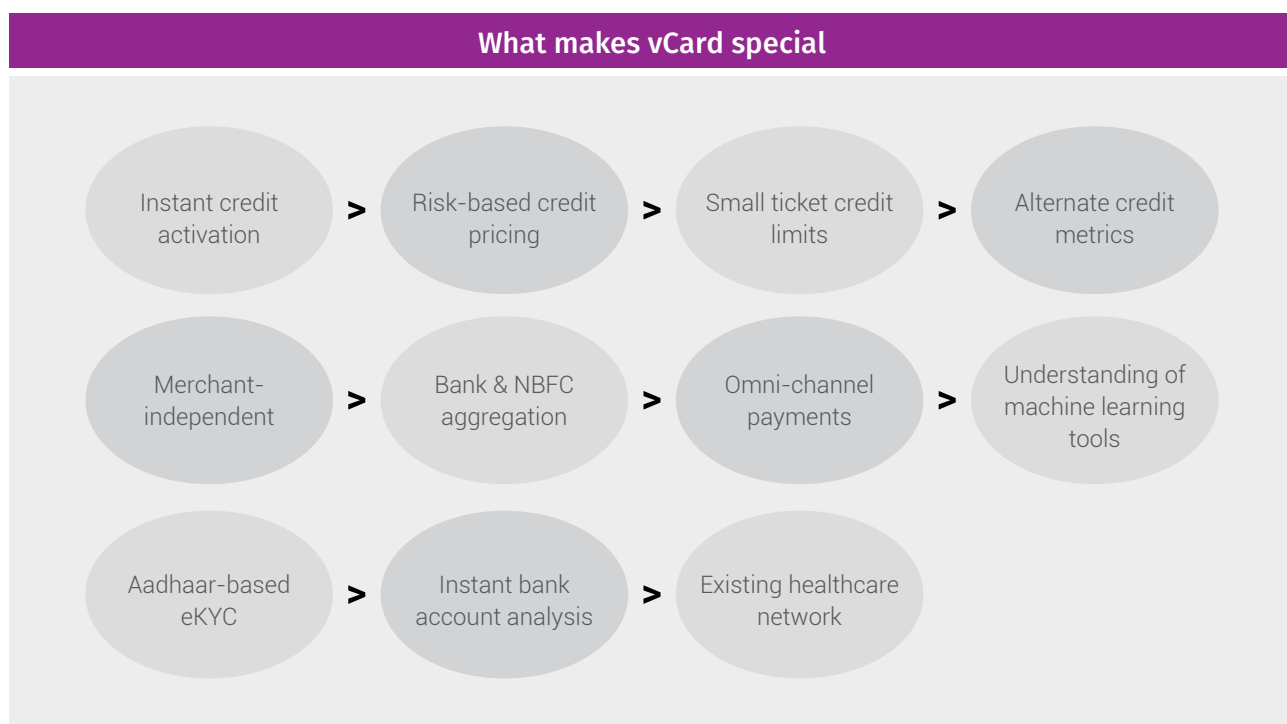 What makes vCard special
Instant credit
activation
>
Risk-based credit
pricing
>
Small ticket credit
limits
>
Alternate credit
metrics
Merchant-
independent
>
Bank & NBFC
aggregation
>
Omni-channel
payments
>
Understanding of
machine learning
tools
Aadhaar-based
eKYC
>
Instant bank
account analysis
>
Existing healthcare
network